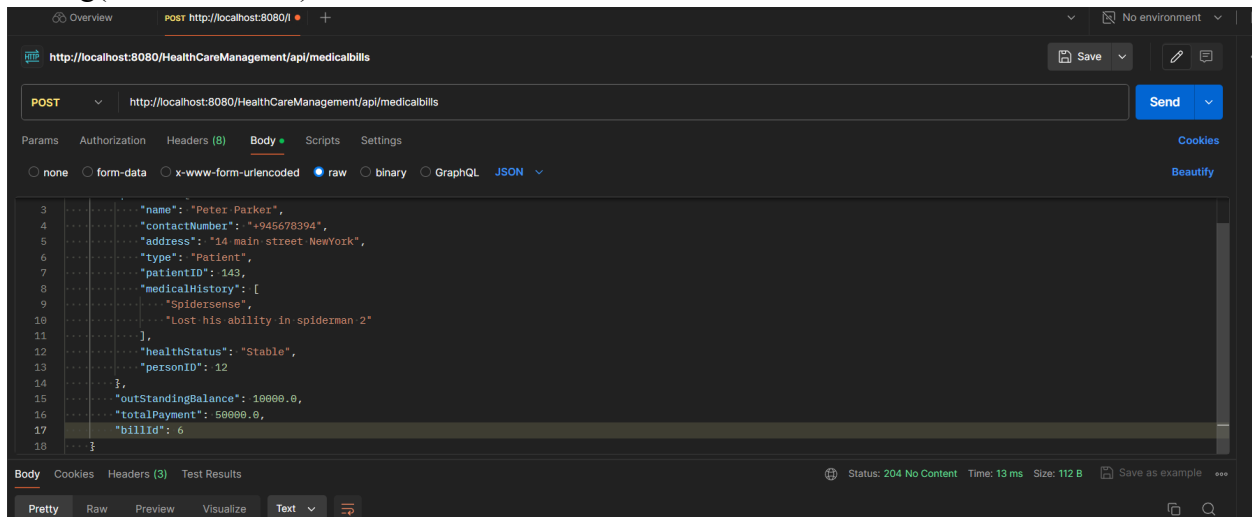 Overview POST http://localhost:8080/l + No environment
HTTP http://localhost:8080/HealthCareManagement/api/medicalbills Save
POST http://localhost:8080/HealthCareManagement/api/medicalbills Send
Params Authorization Headers (8) Body Scripts Settings Cookies
none form-data x-www-form-urlencoded raw binary GraphQL JSON Beautify
3 "name": "Peter Parker",
4 "contactNumber": "+945678394",
5 "address": "14 main street NewYork",
6 "type": "Patient",
7 "patientID": 143,
8 "medicalHistory": [
9 "Spidersense",
10 "Lost his ability in spiderman 2"
11 ],
12 "healthStatus": "Stable",
13 "personID": 12
14 },
15 "outStandingBalance": 10000.0,
16 "totalPayment": 50000.0,
17 "billId": 6
18 }
Body Cookies Headers (3) Test Results Status: 204 No Content Time: 13 ms Size: 112 B Save as example
Pretty Raw Preview Visualize Text